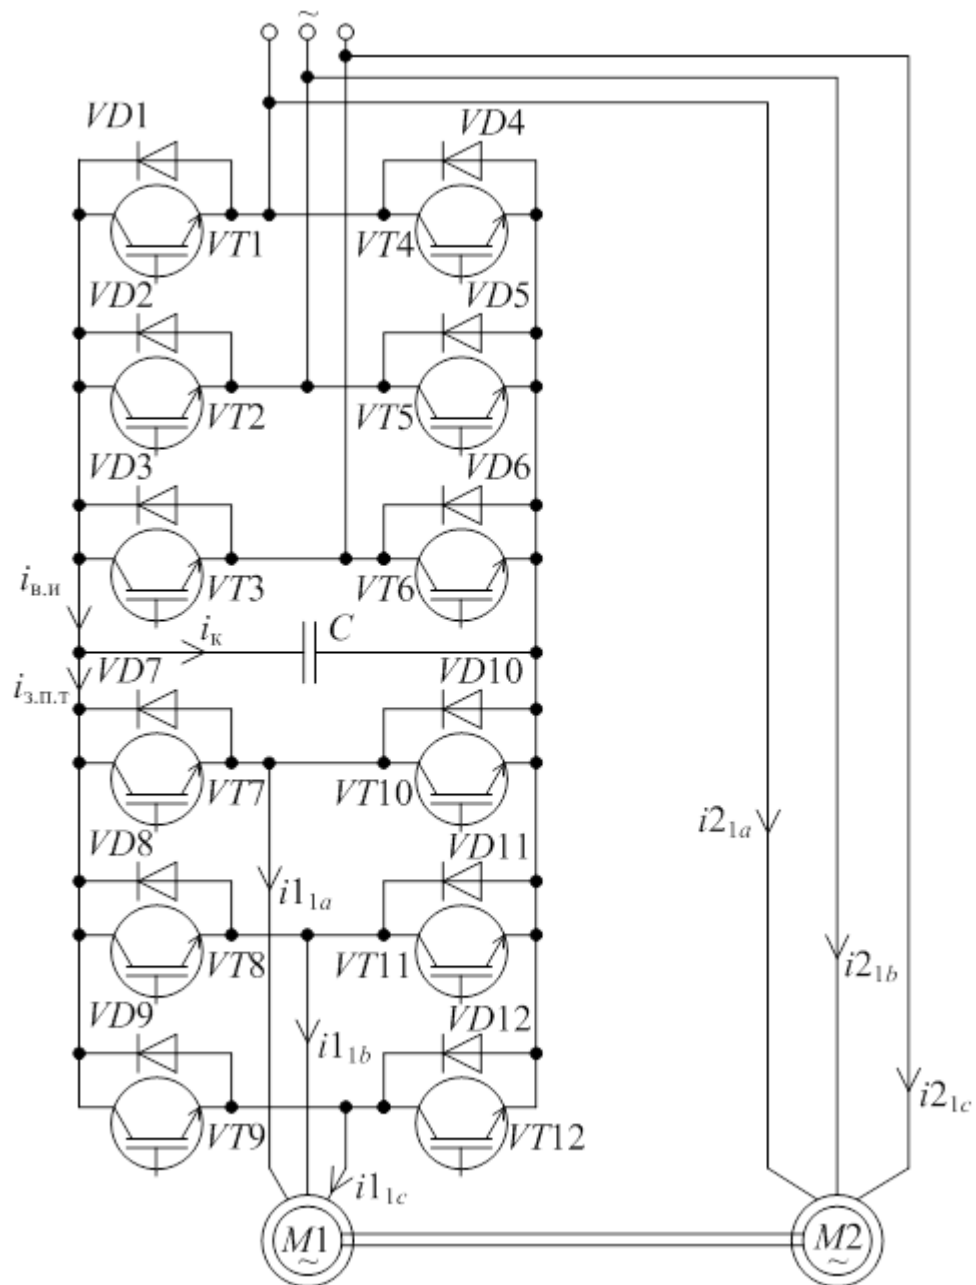 ~
VD1
VD4
VT1
VT4
VD2
VD5
VT2
VT5
VD3
VD6
VT3
VT6
iв.и
iк
C
iз.п.т
VD7
VD10
VT7
VT10
i2₁a
VD8
VD11
i1₁a
VT8
VT11
i2₁b
VD9
VD12
i1₁b
i2₁c
VT9
VT12
i1₁c
M1
~
M2
~